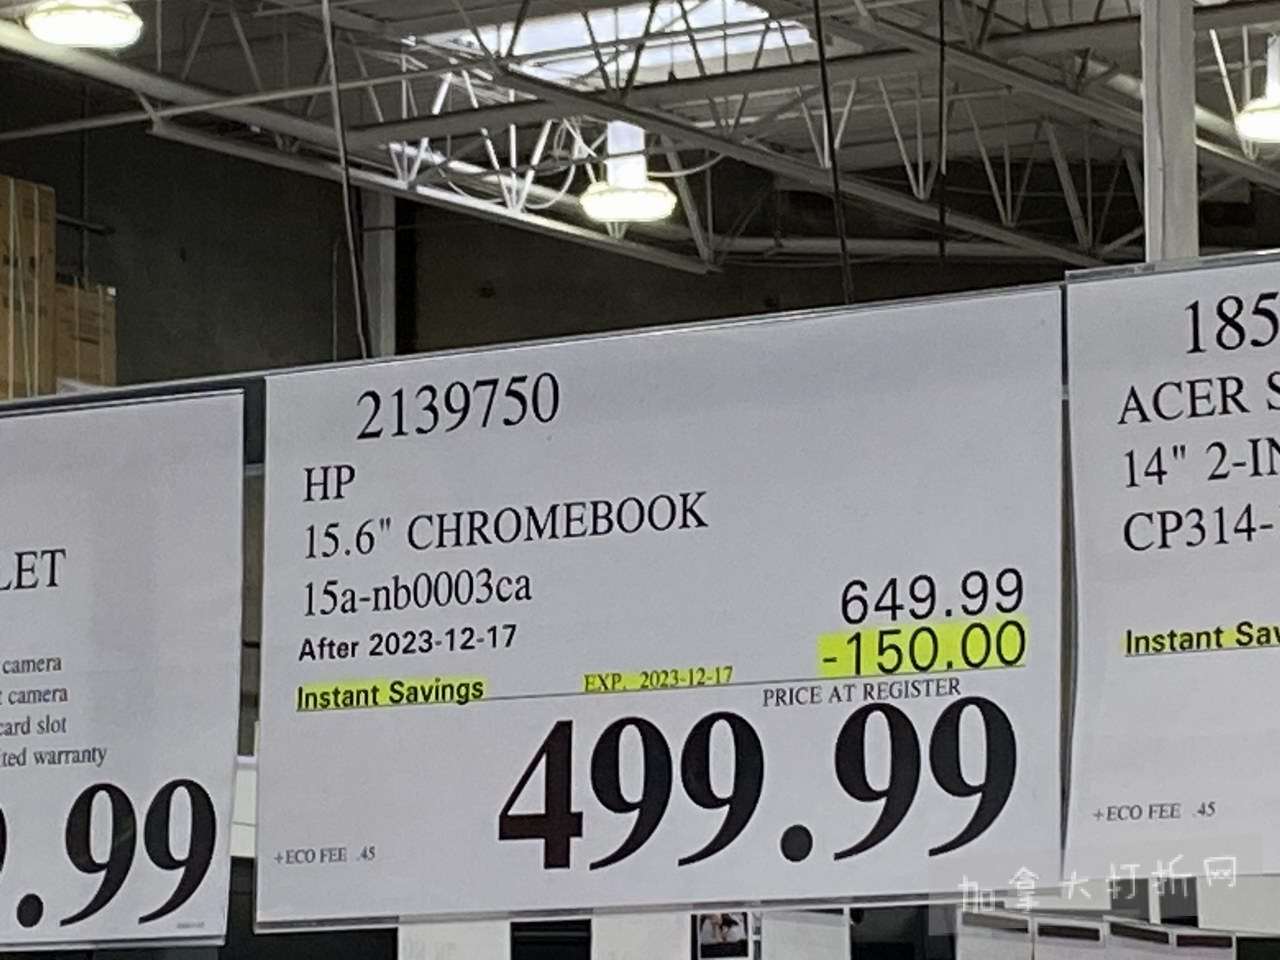 LET
camera
camera
card slot
ted warranty
.99
2139750
HP
15.6" CHROMEBOOK
15a-nb0003ca
After 2023-12-17
649.99
-150.00
Instant Savings
EXP. 2023-12-17
PRICE AT REGISTER
499.99
+ECO FEE .45
185
ACER S
14" 2-IN
CP314-
Instant Sav
+ECO FEE .45
加拿大打折网